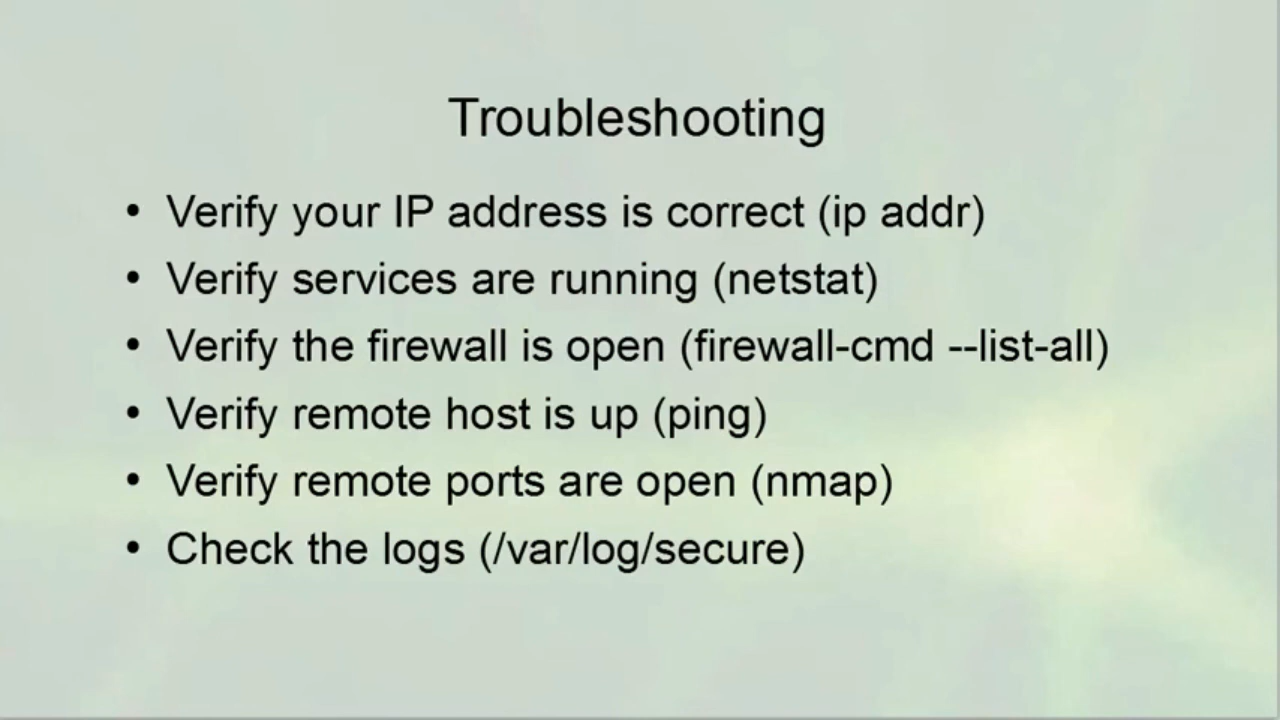 Troubleshooting
• Verify your IP address is correct (ip addr)
• Verify services are running (netstat)
• Verify the firewall is open (firewall-cmd --list-all)
• Verify remote host is up (ping)
• Verify remote ports are open (nmap)
• Check the logs (/var/log/secure)